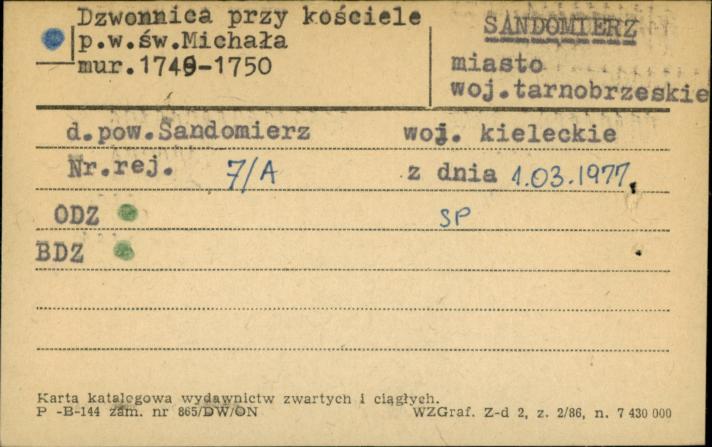 Dzwonnica przy kościele
p.w.św.Michała
mur.1740-1750
SANDOMIERZ
miasto
woj.tarnobrzeskie
d.pow.Sandomierz woj. kieleckie
Nr.rej. 7/A z dnia 1.03.1977.
ODZ SP
BDZ
Karta katalogowa wydawnictw zwartych i ciągłych.
P -B-144 zam. nr 865/DW/ON WZGraf. Z-d 2, z. 2/86, n. 7 430 000